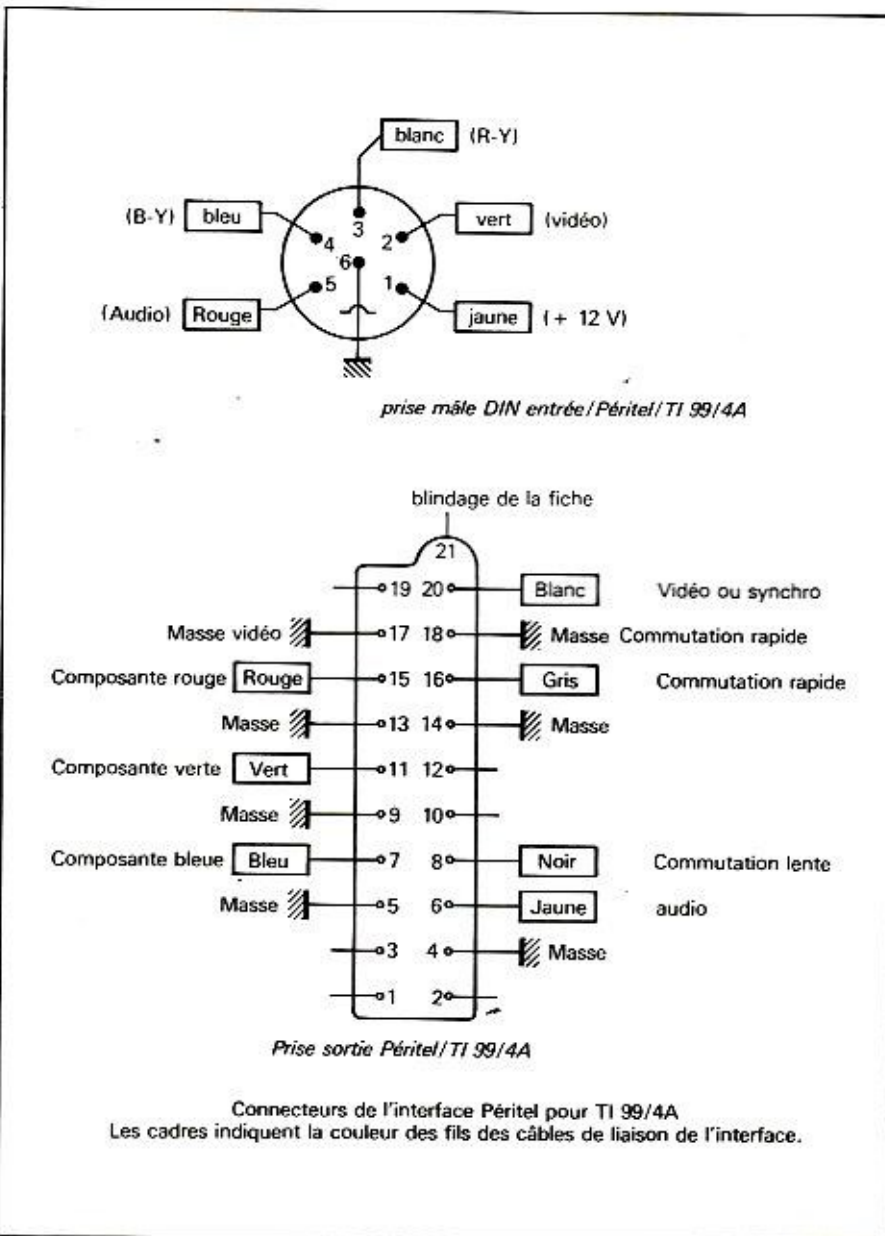 blanc (R-Y)
(B-Y) bleu
vert (vidéo)
3
4 2
6
5 1
(Audio) Rouge
jaune (+ 12 V)
prise mâle DIN entrée/Péritel/TI 99/4A
blindage de la fiche
21
19 20 Blanc Vidéo ou synchro
Masse vidéo 17 18 Masse Commutation rapide
Composante rouge Rouge 15 16 Gris Commutation rapide
Masse 13 14 Masse
Composante verte Vert 11 12
Masse 9 10
Composante bleue Bleu 7 8 Noir Commutation lente
Masse 5 6 Jaune audio
3 4 Masse
1 2
Prise sortie Péritel/TI 99/4A
Connecteurs de l'interface Péritel pour TI 99/4A
Les cadres indiquent la couleur des fils des câbles de liaison de l'interface.